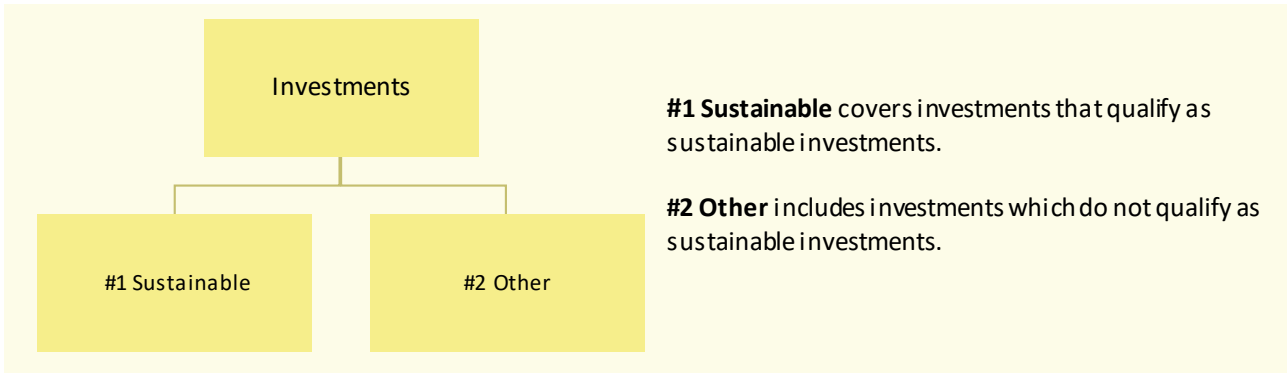 Investments
#1 Sustainable
#2 Other
#1 Sustainable covers investments that qualify as
sustainable investments.
#2 Other includes investments which do not qualify as
sustainable investments.